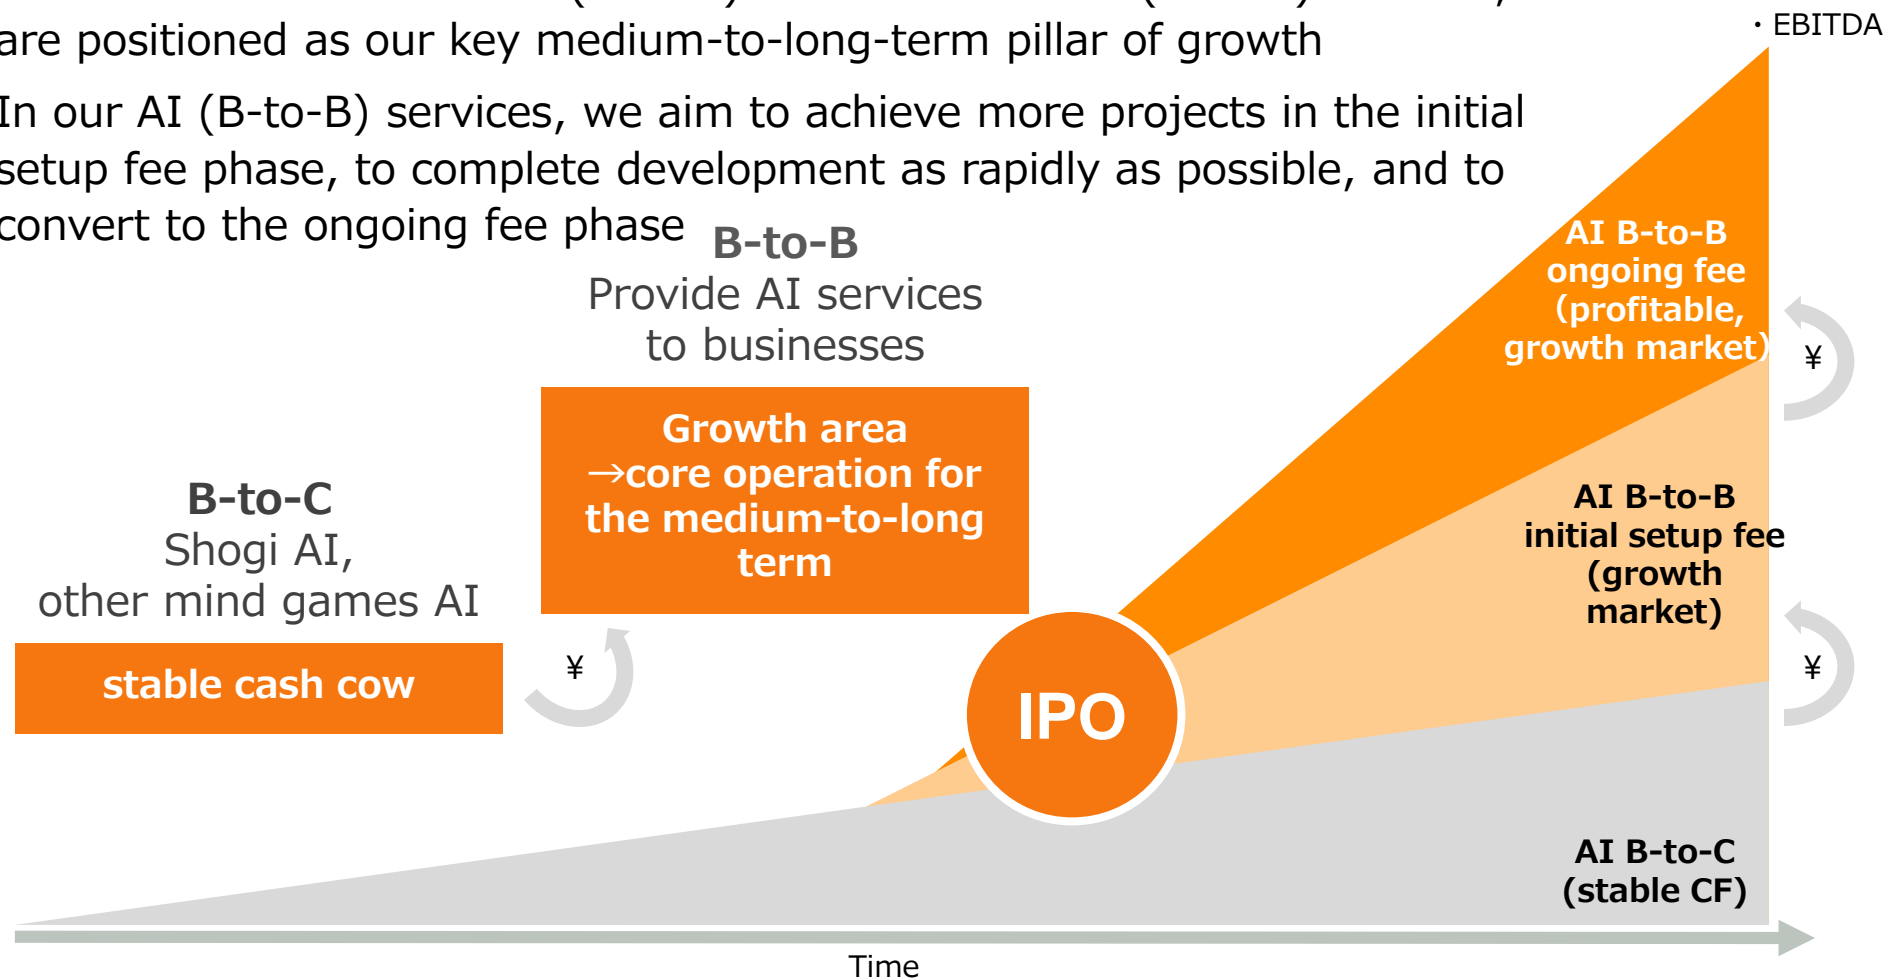 are positioned as our key medium-to-long-term pillar of growth
In our AI (B-to-B) services, we aim to achieve more projects in the initial
setup fee phase, to complete development as rapidly as possible, and to
convert to the ongoing fee phase
・EBITDA
B-to-B
Provide AI services
to businesses
Growth area
→core operation for
the medium-to-long
term
B-to-C
Shogi AI,
other mind games AI
stable cash cow
¥
IPO
AI B-to-B
ongoing fee
(profitable,
growth market)
¥
AI B-to-B
initial setup fee
(growth
market)
¥
AI B-to-C
(stable CF)
Time